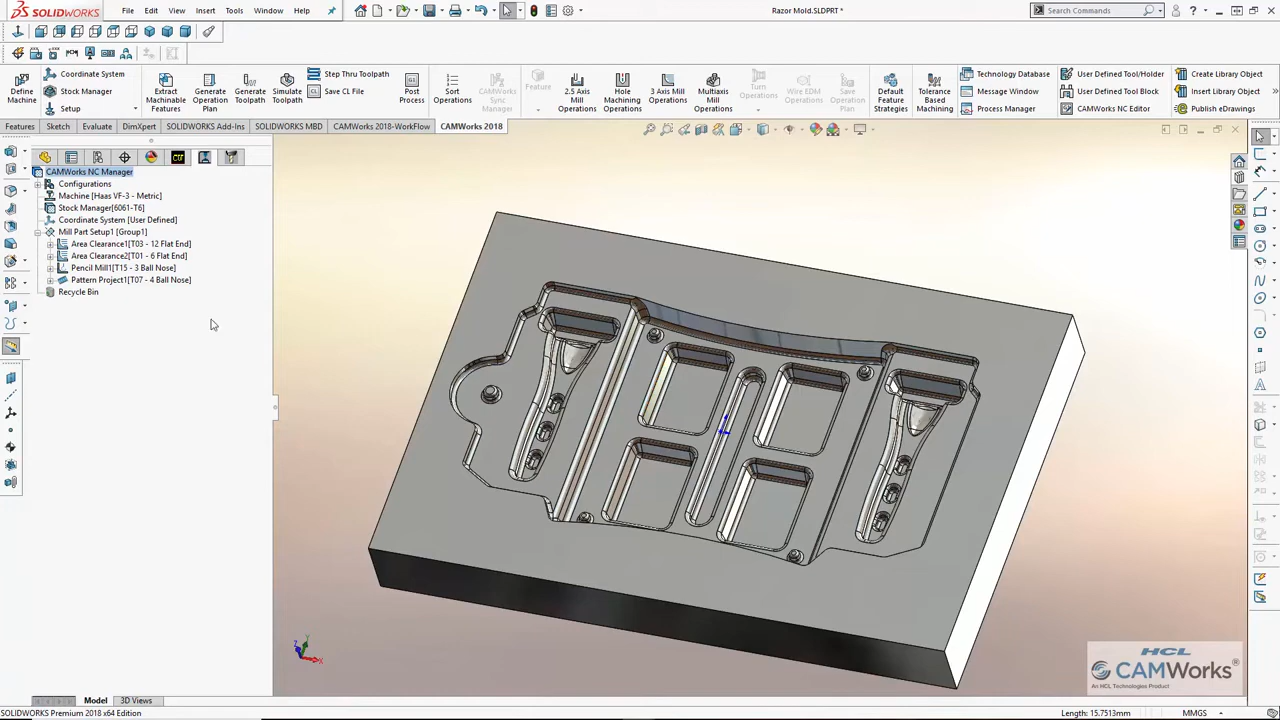 SOLIDWORKS File Edit View Insert Tools Window Help Razor Mold.SLDPRT * Search Commands
Define Machine
Coordinate System
Stock Manager
Setup
Extract Machinable Features
Generate Operation Plan
Generate Toolpath
Simulate Toolpath
Step Thru Toolpath
Save CL File
Post Process
Sort Operations
CAMWorks Sync Manager
Feature
2.5 Axis Mill Operations
Hole Machining Operations
3 Axis Mill Operations
Multiaxis Mill Operations
Turn Operations
Wire EDM Operations
Save Operation Plan
Default Feature Strategies
Tolerance Based Machining
Technology Database
Message Window
Process Manager
User Defined Tool/Holder
User Defined Tool Block
CAMWorks NC Editor
Create Library Object
Insert Library Object
Publish eDrawings
Features Sketch Evaluate DimXpert SOLIDWORKS Add-Ins SOLIDWORKS MBD CAMWorks 2018-WorkFlow CAMWorks 2018
CAMWorks NC Manager
Configurations
Machine [Haas VF-3 - Metric]
Stock Manager[6061-T6]
Coordinate System [User Defined]
Mill Part Setup1 [Group1]
Area Clearance1[T03 - 12 Flat End]
Area Clearance2[T01 - 6 Flat End]
Pencil Mill1[T15 - 3 Ball Nose]
Pattern Project1[T07 - 4 Ball Nose]
Recycle Bin
Y
Z
X
HCL
CAMWorks®
An HCL Technologies Product
Model 3D Views
SOLIDWORKS Premium 2018 x64 Edition Length: 15.7513mm MMGS